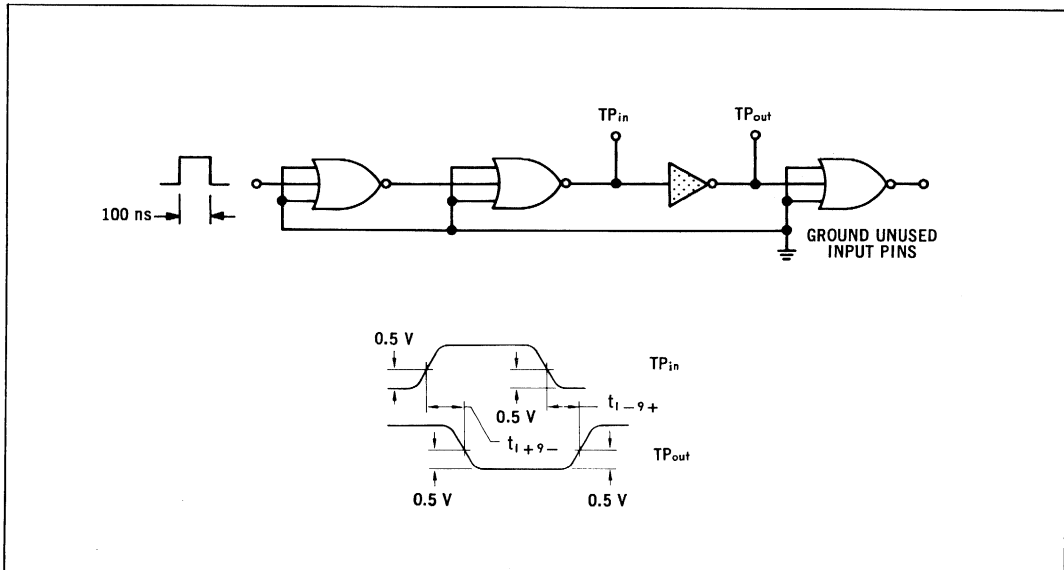 TPin
TPout
100 ns
GROUND UNUSED
INPUT PINS
0.5 V
TPin
0.5 V
t1-9+
t1+9-
TPout
0.5 V
0.5 V